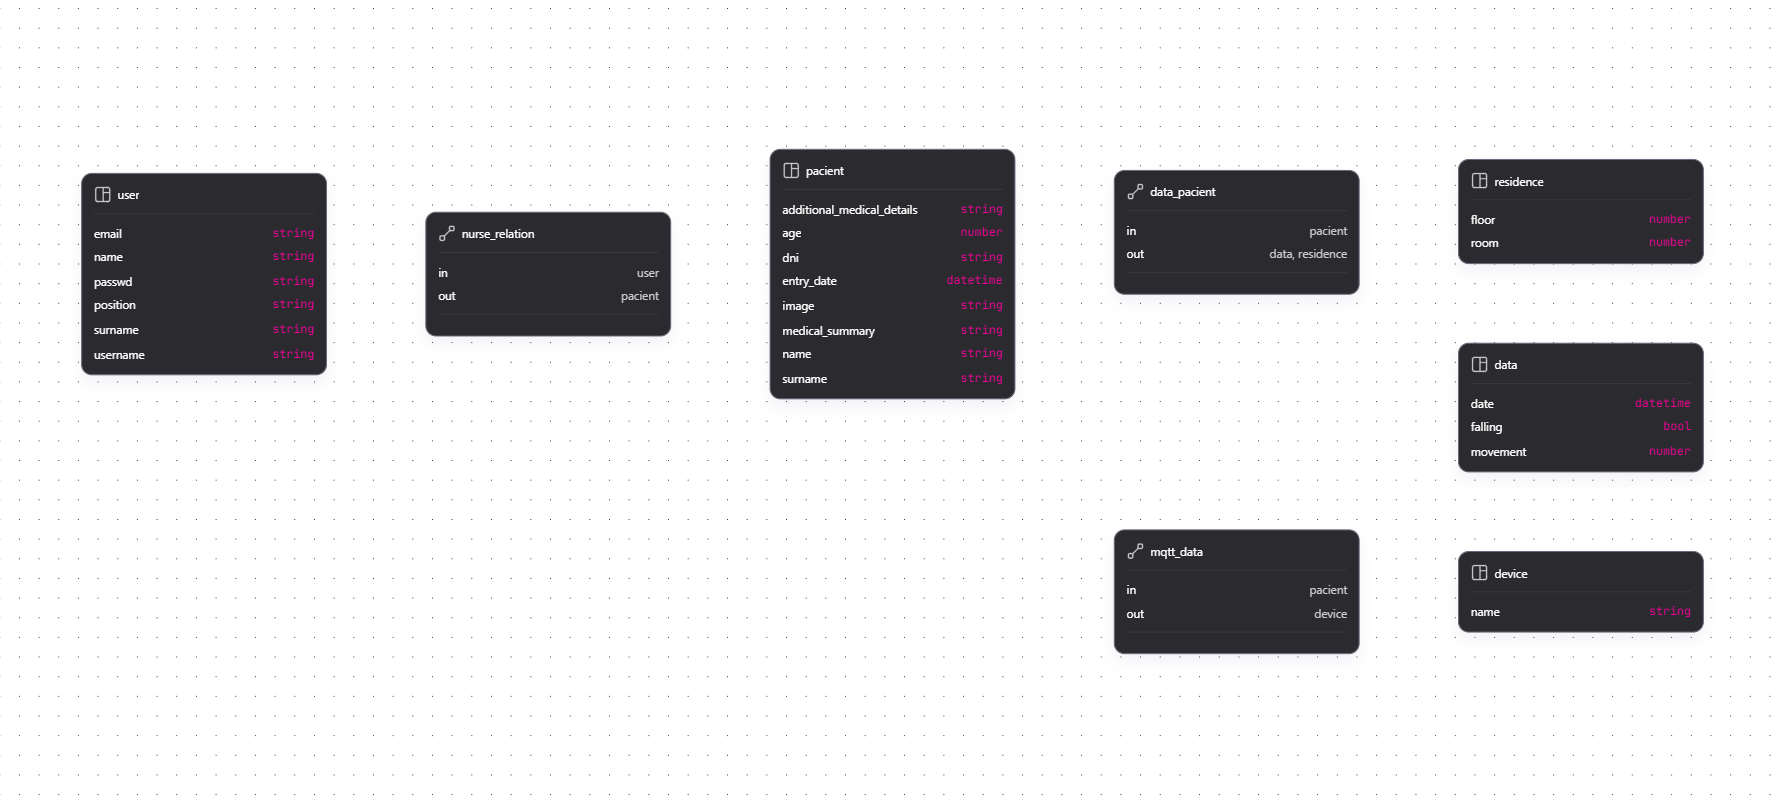 user
email string
name string
passwd string
position string
surname string
username string
nurse_relation
in user
out pacient
pacient
additional_medical_details string
age number
dni string
entry_date datetime
image string
medical_summary string
name string
surname string
data_pacient
in pacient
out data, residence
mqtt_data
in pacient
out device
residence
floor number
room number
data
date datetime
falling bool
movement number
device
name string